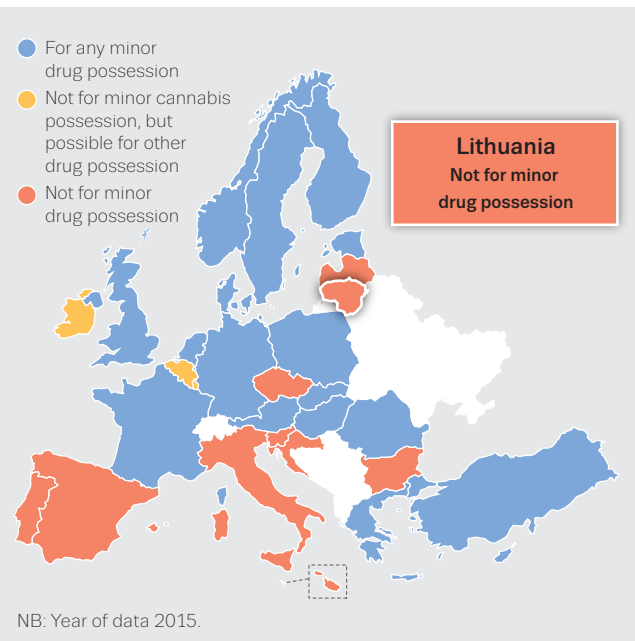 For any minor
drug possession
Not for minor cannabis
possession, but
possible for other
drug possession
Not for minor
drug possession
Lithuania
Not for minor
drug possession
NB: Year of data 2015.